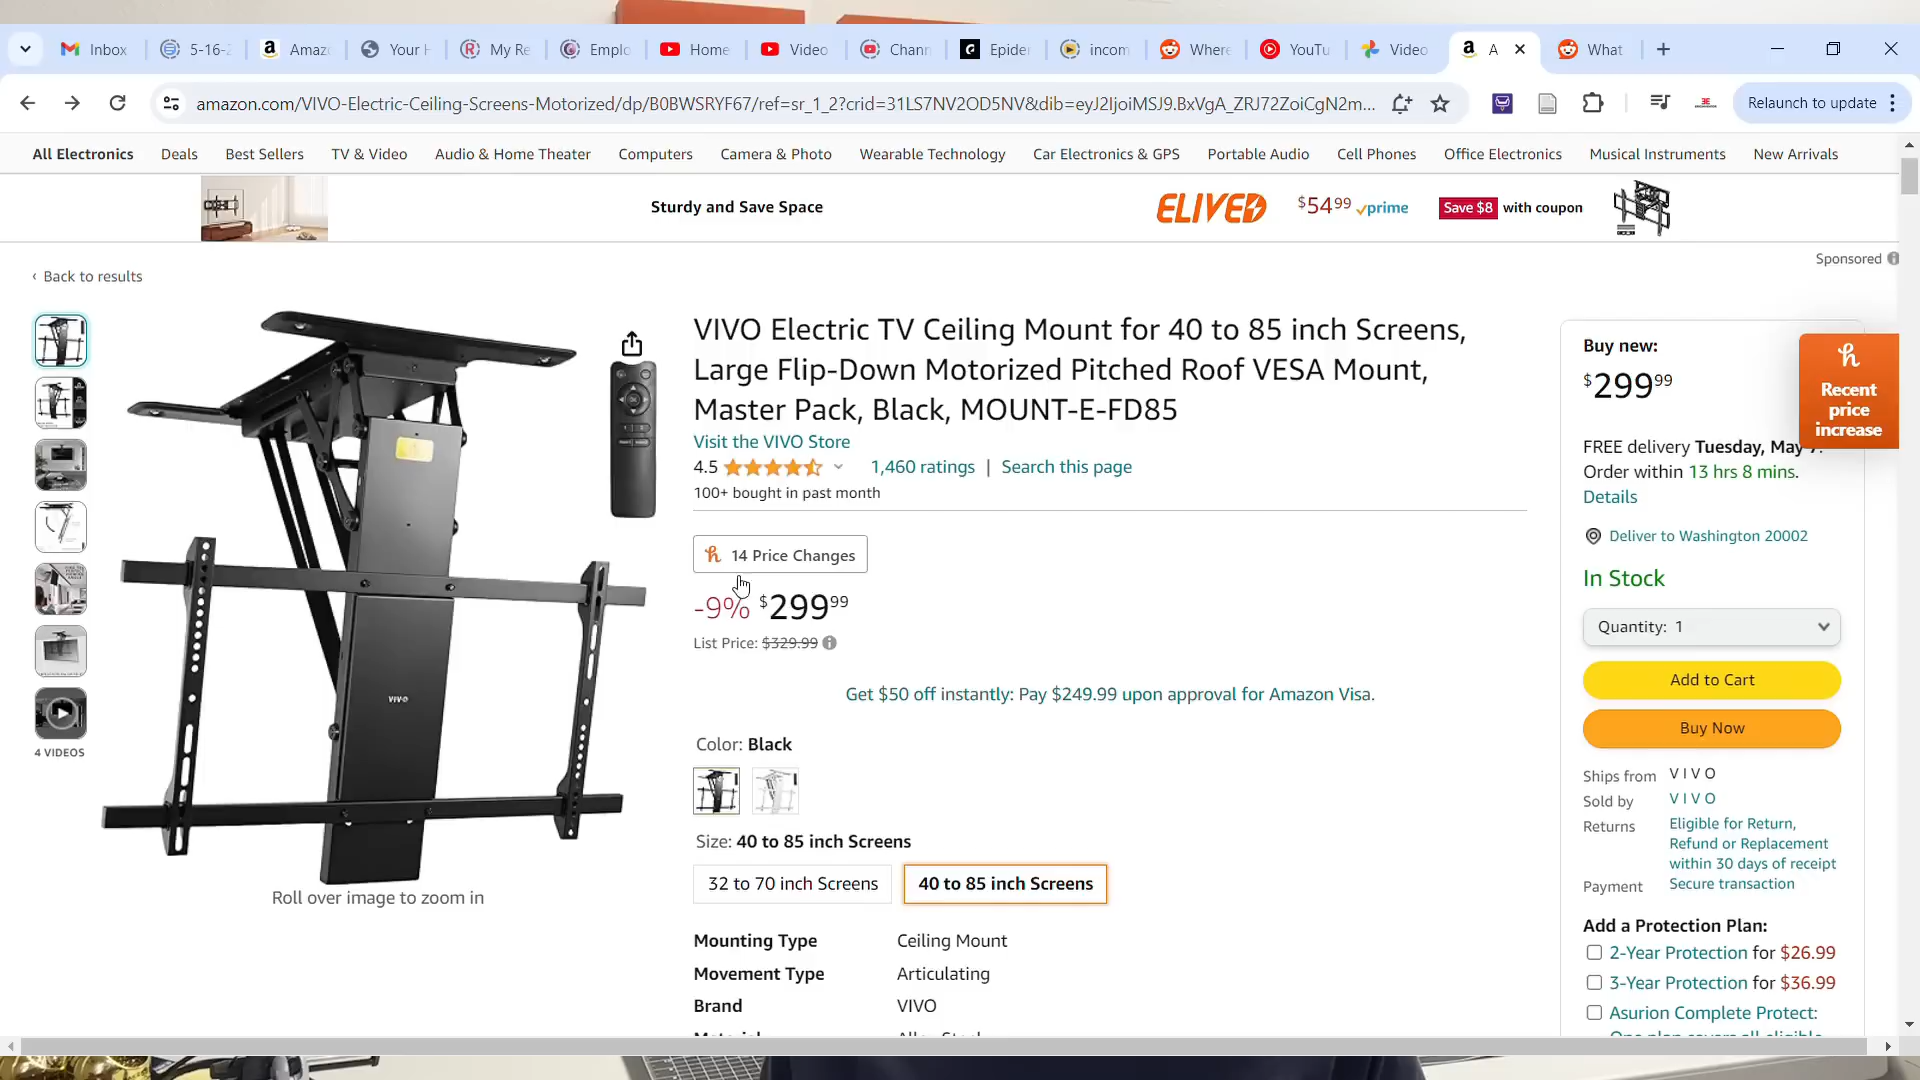 Inbox
5-16-2
Amaz
Your H
My Re
Emplo
Home
Video
Chann
Epider
incom
Where
YouTu
Video
A
What
amazon.com/VIVO-Electric-Ceiling-Screens-Motorized/dp/B0BWSRYF67/ref=sr_1_2?crid=31LS7NV2OD5NV&dib=eyJ2IjoiMSJ9.BxVgA_ZRJ72ZoiCgN2m...
Relaunch to update
All Electronics
Deals
Best Sellers
TV & Video
Audio & Home Theater
Computers
Camera & Photo
Wearable Technology
Car Electronics & GPS
Portable Audio
Cell Phones
Office Electronics
Musical Instruments
New Arrivals
Sturdy and Save Space
ELIVED
$54.99 prime
Save $8 with coupon
Sponsored
‹ Back to results
VIVO
4 VIDEOS
Roll over image to zoom in
VIVO Electric TV Ceiling Mount for 40 to 85 inch Screens,
Large Flip-Down Motorized Pitched Roof VESA Mount,
Master Pack, Black, MOUNT-E-FD85
Visit the VIVO Store
4.5 1,460 ratings | Search this page
100+ bought in past month
14 Price Changes
-9% $299.99
List Price: $329.99
Get $50 off instantly: Pay $249.99 upon approval for Amazon Visa.
Color: Black
Size: 40 to 85 inch Screens
32 to 70 inch Screens
40 to 85 inch Screens
Mounting Type Ceiling Mount
Movement Type Articulating
Brand VIVO
Material Alloy Steel
Buy new:
$299.99
Recent
price
increase
FREE delivery Tuesday, May 7.
Order within 13 hrs 8 mins.
Details
Deliver to Washington 20002
In Stock
Quantity: 1
Add to Cart
Buy Now
Ships from V I V O
Sold by V I V O
Returns Eligible for Return,
Refund or Replacement
within 30 days of receipt
Payment Secure transaction
Add a Protection Plan:
2-Year Protection for $26.99
3-Year Protection for $36.99
Asurion Complete Protect:
One plan covers all eligible